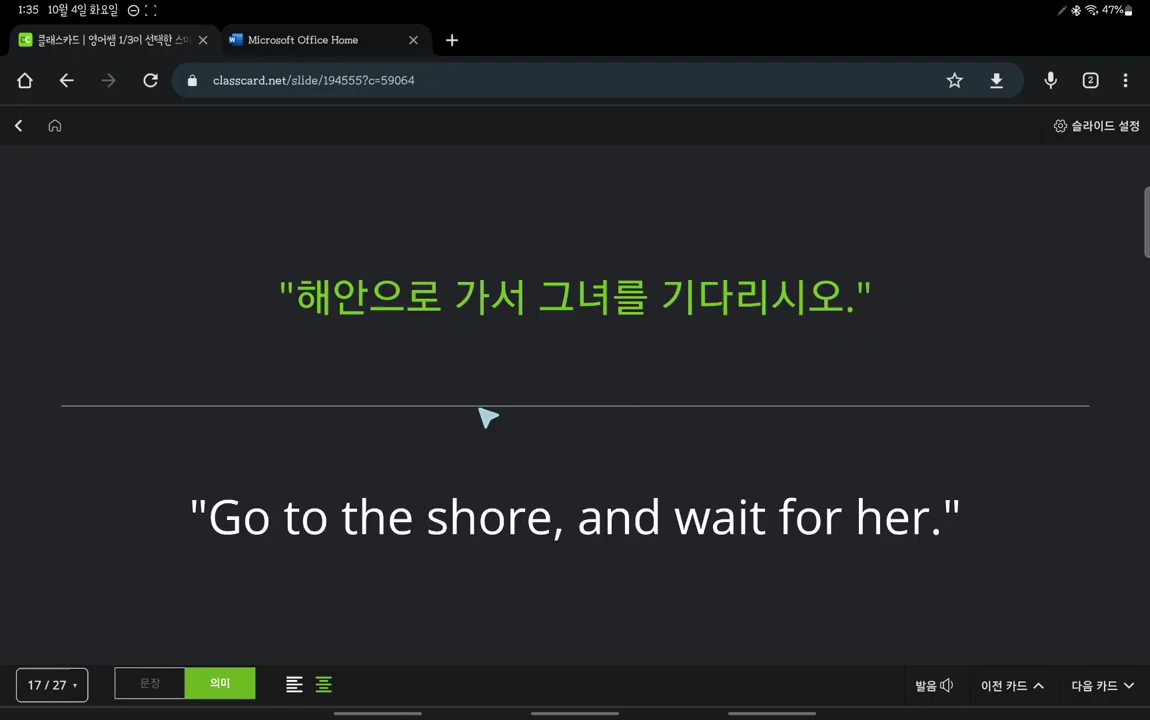 1:35 10월 4일 화요일 47%
클래스카드 | 영어쌤 1/3이 선택한 스마 Microsoft Office Home
classcard.net/slide/194555?c=59064 2
슬라이드 설정
"해안으로 가서 그녀를 기다리시오."
"Go to the shore, and wait for her."
17 / 27 문장 의미 발음 이전 카드 다음 카드